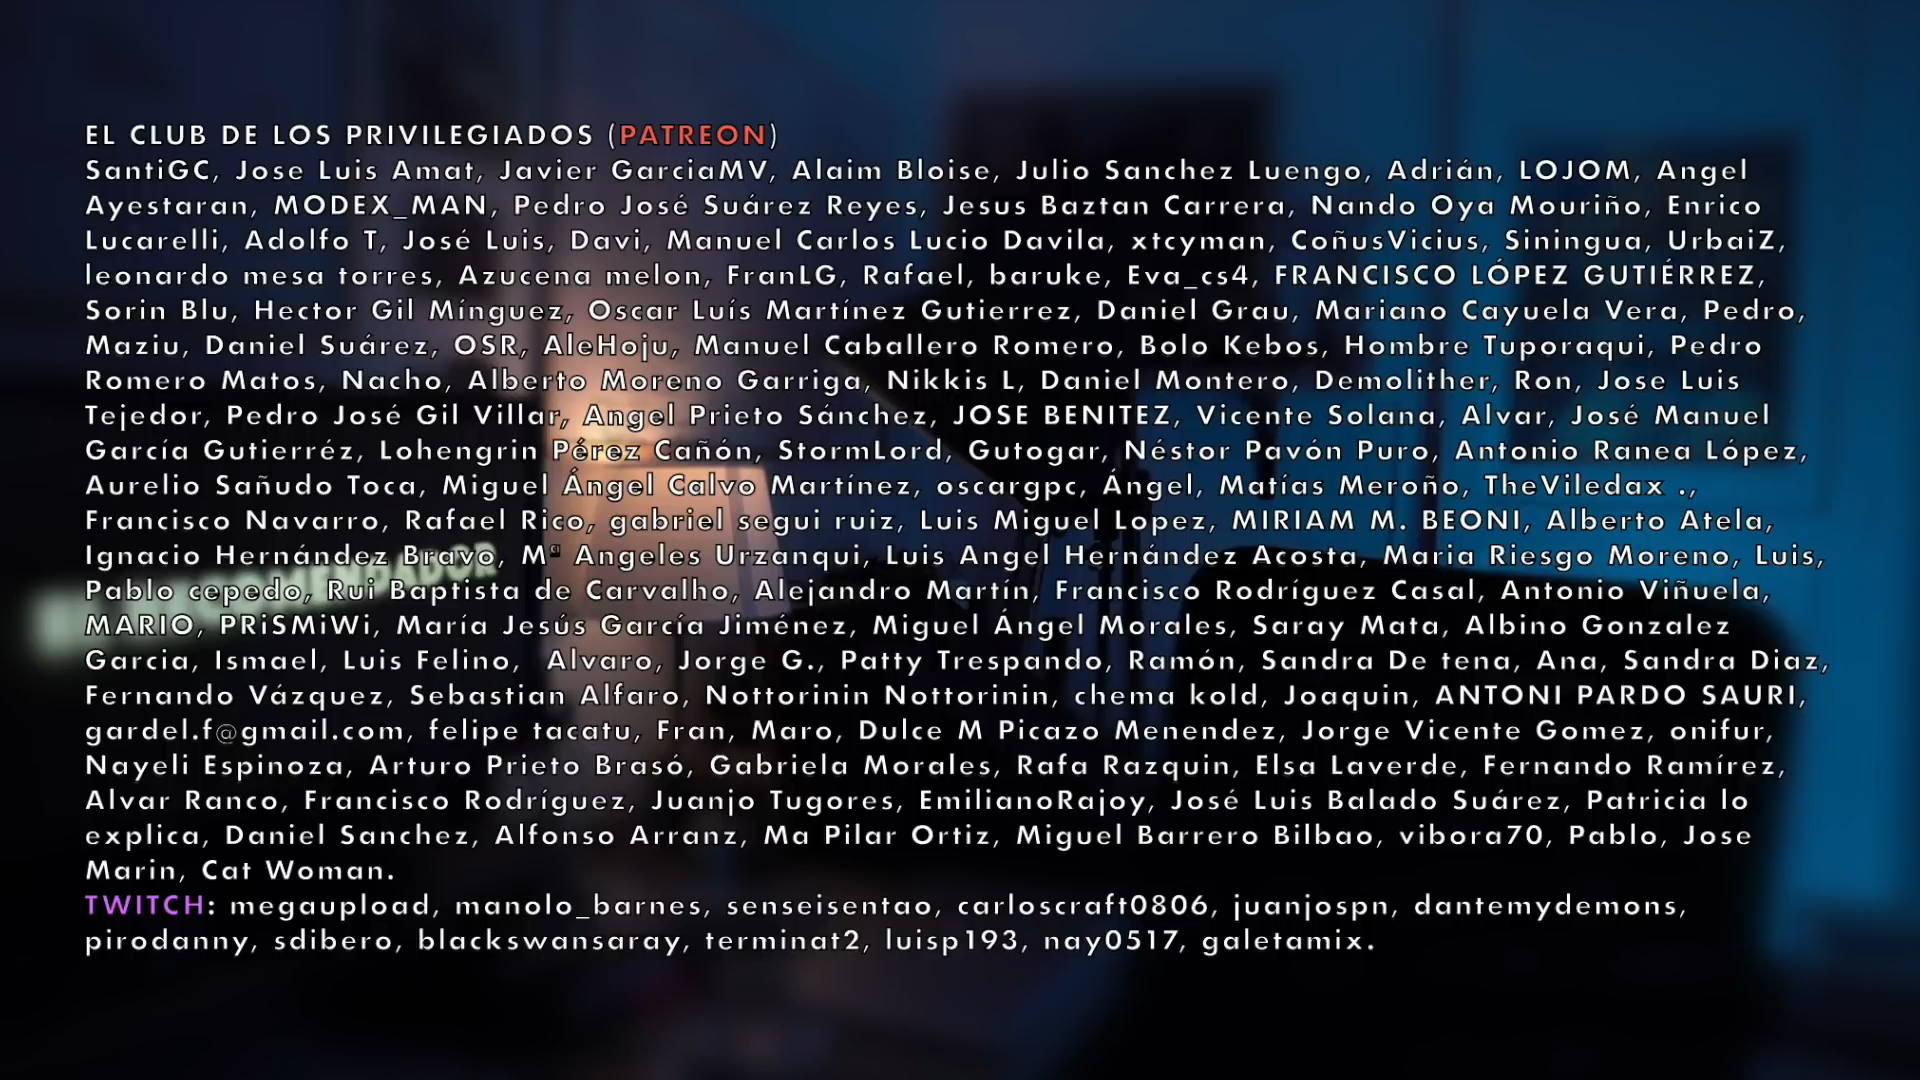 EL CLUB DE LOS PRIVILEGIADOS (PATREON)
SantiGC, Jose Luis Amat, Javier GarciaMV, Alaim Bloise, Julio Sanchez Luengo, Adrián, LOJOM, Angel
Ayestaran, MODEX_MAN, Pedro José Suárez Reyes, Jesus Baztan Carrera, Nando Oya Mouriño, Enrico
Lucarelli, Adolfo T, José Luis, Davi, Manuel Carlos Lucio Davila, xtcyman, CoñusVicius, Siningua, UrbaiZ,
leonardo mesa torres, Azucena melon, FranLG, Rafael, baruke, Eva_cs4, FRANCISCO LÓPEZ GUTIÉRREZ,
Sorin Blu, Hector Gil Mínguez, Oscar Luís Martínez Gutierrez, Daniel Grau, Mariano Cayuela Vera, Pedro,
Maziu, Daniel Suárez, OSR, AleHoju, Manuel Caballero Romero, Bolo Kebos, Hombre Tuporaqui, Pedro
Romero Matos, Nacho, Alberto Moreno Garriga, Nikkis L, Daniel Montero, Demolither, Ron, Jose Luis
Tejedor, Pedro José Gil Villar, Angel Prieto Sánchez, JOSE BENITEZ, Vicente Solana, Alvar, José Manuel
García Gutierréz, Lohengrin Pérez Cañón, StormLord, Gutogar, Néstor Pavón Puro, Antonio Ranea López,
Aurelio Sañudo Toca, Miguel Ángel Calvo Martínez, oscargpc, Ángel, Matías Meroño, TheViledax .,
Francisco Navarro, Rafael Rico, gabriel segui ruiz, Luis Miguel Lopez, MIRIAM M. BEONI, Alberto Atela,
Ignacio Hernández Bravo, Mª Angeles Urzanqui, Luis Angel Hernández Acosta, Maria Riesgo Moreno, Luis,
Pablo cepedo, Rui Baptista de Carvalho, Alejandro Martín, Francisco Rodríguez Casal, Antonio Viñuela,
MARIO, PRiSMiWi, María Jesús García Jiménez, Miguel Ángel Morales, Saray Mata, Albino Gonzalez
Garcia, Ismael, Luis Felino,  Alvaro, Jorge G., Patty Trespando, Ramón, Sandra De tena, Ana, Sandra Diaz,
Fernando Vázquez, Sebastian Alfaro, Nottorinin Nottorinin, chema kold, Joaquin, ANTONI PARDO SAURI,
gardel.f@gmail.com, felipe tacatu, Fran, Maro, Dulce M Picazo Menendez, Jorge Vicente Gomez, onifur,
Nayeli Espinoza, Arturo Prieto Brasó, Gabriela Morales, Rafa Razquin, Elsa Laverde, Fernando Ramírez,
Alvar Ranco, Francisco Rodríguez, Juanjo Tugores, EmilianoRajoy, José Luis Balado Suárez, Patricia lo
explica, Daniel Sanchez, Alfonso Arranz, Ma Pilar Ortiz, Miguel Barrero Bilbao, vibora70, Pablo, Jose
Marin, Cat Woman.
TWITCH: megaupload, manolo_barnes, senseisentao, carloscraft0806, juanjospn, dantemydemons,
pirodanny, sdibero, blackswansaray, terminat2, luisp193, nay0517, galetamix.